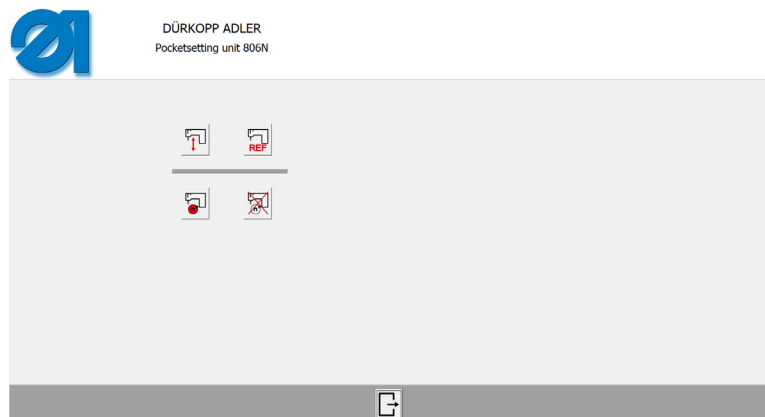 DÜRKOPP ADLER
Pocketsetting unit 806N
REF
n
n